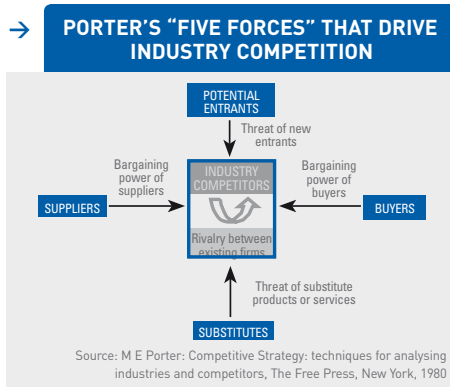 → PORTER'S “FIVE FORCES” THAT DRIVE
INDUSTRY COMPETITION
POTENTIAL
ENTRANTS
Threat of new
entrants
Bargaining
power of
suppliers
INDUSTRY
COMPETITORS
Bargaining
power of
buyers
SUPPLIERS
BUYERS
Rivalry between
existing firms
Threat of substitute
products or services
SUBSTITUTES
Source: M E Porter: Competitive Strategy: techniques for analysing
industries and competitors, The Free Press, New York, 1980